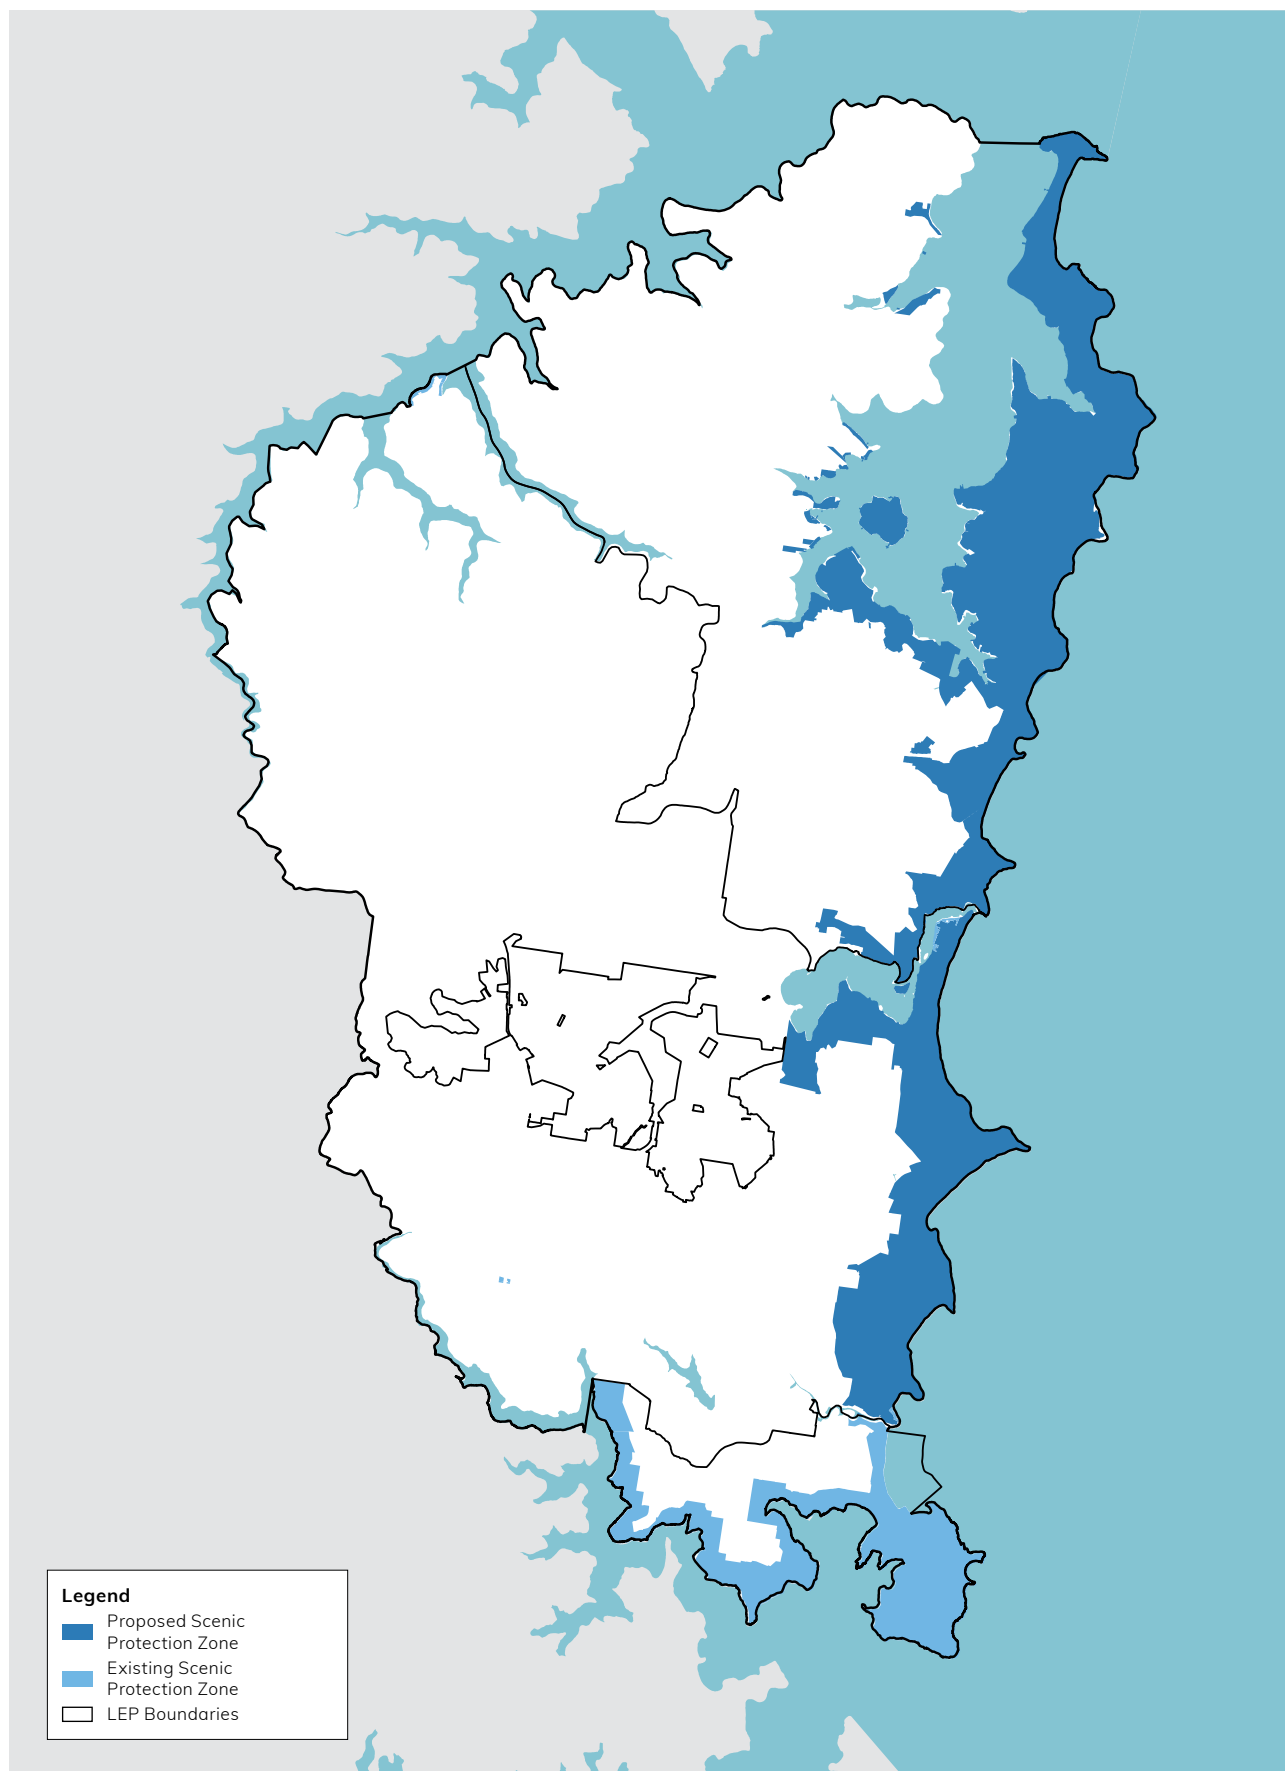 Legend
Proposed Scenic
Protection Zone
Existing Scenic
Protection Zone
LEP Boundaries